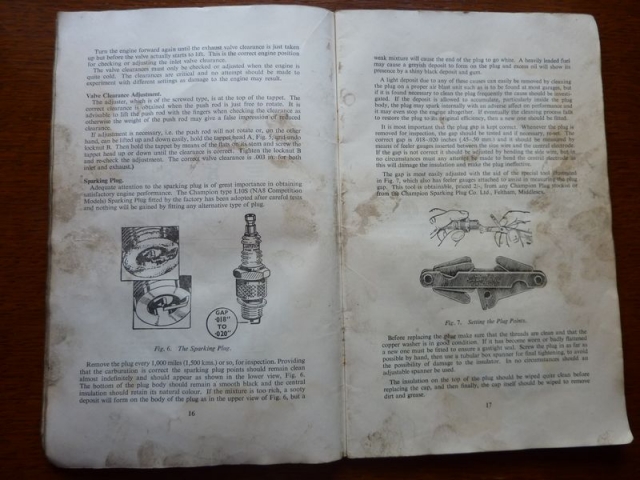 Turn the engine forward again until the exhaust valve clearance is just taken
up but before the valve actually starts to lift. This is the correct engine position
for checking or adjusting the inlet valve clearance.
The valve clearances must only be checked or adjusted when the engine is
quite cold. The clearances are critical and no attempt should be made to
experiment with different settings as damage to the engine may result.
Valve Clearance Adjustment.
The adjuster, which is of the screwed type, is at the top of the tappet. The
correct clearance is obtained when the push rod is just free to rotate. It is
advisable to lift the push rod with the fingers when checking the clearance as
otherwise the weight of the push rod may give a false impression of
clearance.
If adjustment is necessary, i.e. the push rod will not rotate or, on the other
hand, can be lifted up and down easily, hold the tappet head A, Fig. 5, and undo
locknut B. Then hold the tappet by means of the flats on its stem and screw the
tappet head up or down until the clearance is correct. Tighten the locknut B
and re-check the adjustment. The correct valve clearance is .003 in. for both
inlet and exhaust.)
Sparking Plug.
Adequate attention to the sparking plug is of great importance in obtaining
satisfactory engine performance. The Champion type L10S (NA8 Competition
Models) Sparking Plug fitted by the factory has been adopted after careful tests
and nothing will be gained by fitting any alternative type of plug.
GAP
·018"
TO
·020"
Fig. 6. The Sparking Plug.
Remove the plug every 1,000 miles (1,500 k.m.) or so, for inspection. Providing
that the carburation is correct the sparking plug points should remain clean
almost indefinitely and should appear as shown in the lower view, Fig. 6.
The bottom of the plug body should remain a smooth black and the central
insulation should retain its natural colour. If the mixture is too rich, a sooty
deposit will form on the body of the plug as in the upper view of Fig. 6, but a
16
weak mixture will cause the end of the plug to go white. A heavily leaded fuel
may cause a greyish deposit to form on the plug and excess oil will show its
presence by a shiny black deposit and gum.
A light deposit due to any of these causes can easily be removed by cleaning
the plug on a proper air blast unit such as is to be found at most garages, but
if it is found necessary to clean the plug frequently the cause should be investi-
gated. If the deposit is allowed to accumulate, particularly inside the plug
body, the plug may spark internally with an adverse effect on performance and
it may even stop the engine altogether. If eventually the cleaning process fails
to restore the plug to its original efficiency, then a new one should be fitted.
It is most important that the plug gap is kept correct. Whenever the plug is
removed for inspection, the gap should be tested and if necessary, reset. The
correct gap is .018-.020 inches and it should be measured by
means of feeler gauges inserted between the side wire and the central electrode.
If the gap is not correct it should be adjusted by bending the side wire, but in
no circumstances must any attempt be made to bend the centre electrode as
this will damage the insulation and make the plug ineffective.
The gap is most easily adjusted with the aid of the special tool illustrated
in Fig. 7, which also has feeler gauges attached to assist in measuring the plug
gap. This tool is obtainable, priced 2/-, from any Champion Plug stockist or
from the Champion Sparking Plug Co. Ltd., Feltham, Middlesex.
Fig. 7. Setting the Plug Points.
Before replacing the plug make sure that the threads are clean and that the
copper washer is in good condition. If it has become worn or badly flattened
a new one must be fitted to ensure a gastight seal. Screw the plug in as far as
possible by hand, then use a tubular box spanner for final tightening, to avoid
the possibility of damage to the insulation. In no circumstances should an
adjustable spanner be used.
The insulation on the top of the plug should be wiped quite clean before
replacing the cap, and then finally, the cap itself should be wiped to remove
dirt and grease.
17